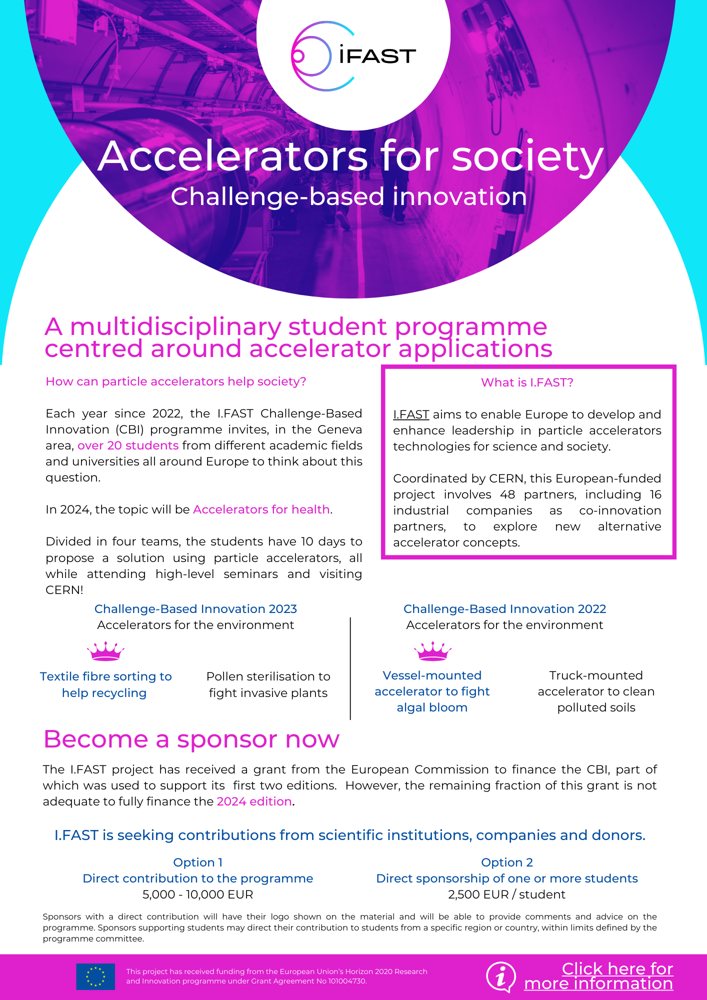 iFAST
Accelerators for society
Challenge-based innovation
A multidisciplinary student programme
centred around accelerator applications
How can particle accelerators help society?
Each year since 2022, the I.FAST Challenge-Based
Innovation (CBI) programme invites, in the Geneva
area, over 20 students from different academic fields
and universities all around Europe to think about this
question.
In 2024, the topic will be Accelerators for health.
Divided in four teams, the students have 10 days to
propose a solution using particle accelerators, all
while attending high-level seminars and visiting
CERN!
What is I.FAST?
I.FAST aims to enable Europe to develop and
enhance leadership in particle accelerators
technologies for science and society.
Coordinated by CERN, this European-funded
project involves 48 partners, including 16
industrial companies as co-innovation
partners, to explore new alternative
accelerator concepts.
Challenge-Based Innovation 2023
Accelerators for the environment
Textile fibre sorting to
help recycling
Pollen sterilisation to
fight invasive plants
Challenge-Based Innovation 2022
Accelerators for the environment
Vessel-mounted
accelerator to fight
algal bloom
Truck-mounted
accelerator to clean
polluted soils
Become a sponsor now
The I.FAST project has received a grant from the European Commission to finance the CBI, part of
which was used to support its first two editions. However, the remaining fraction of this grant is not
adequate to fully finance the 2024 edition.
I.FAST is seeking contributions from scientific institutions, companies and donors.
Option 1
Direct contribution to the programme
5,000 - 10,000 EUR
Option 2
Direct sponsorship of one or more students
2,500 EUR / student
Sponsors with a direct contribution will have their logo shown on the material and will be able to provide comments and advice on the
programme. Sponsors supporting students may direct their contribution to students from a specific region or country, within limits defined by the
programme committee.
This project has received funding from the European Union's Horizon 2020 Research
and Innovation programme under Grant Agreement No 101004730.
Click here for
more information